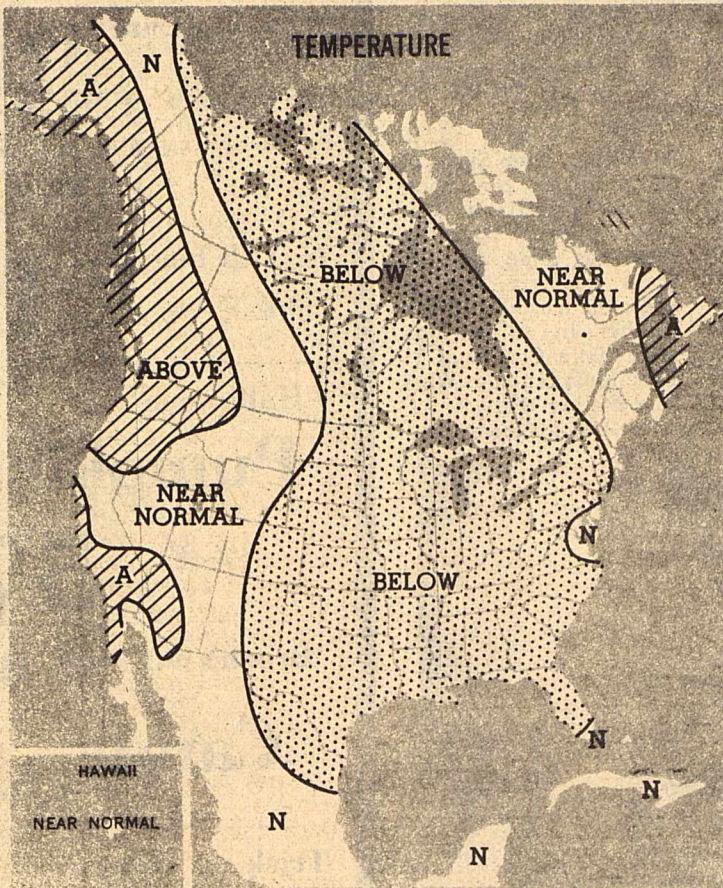 TEMPERATURE
N
A
BELOW
NEAR
NORMAL
A
ABOVE
NEAR
NORMAL
N
A
BELOW
N
HAWAII
NEAR NORMAL
N
N
N